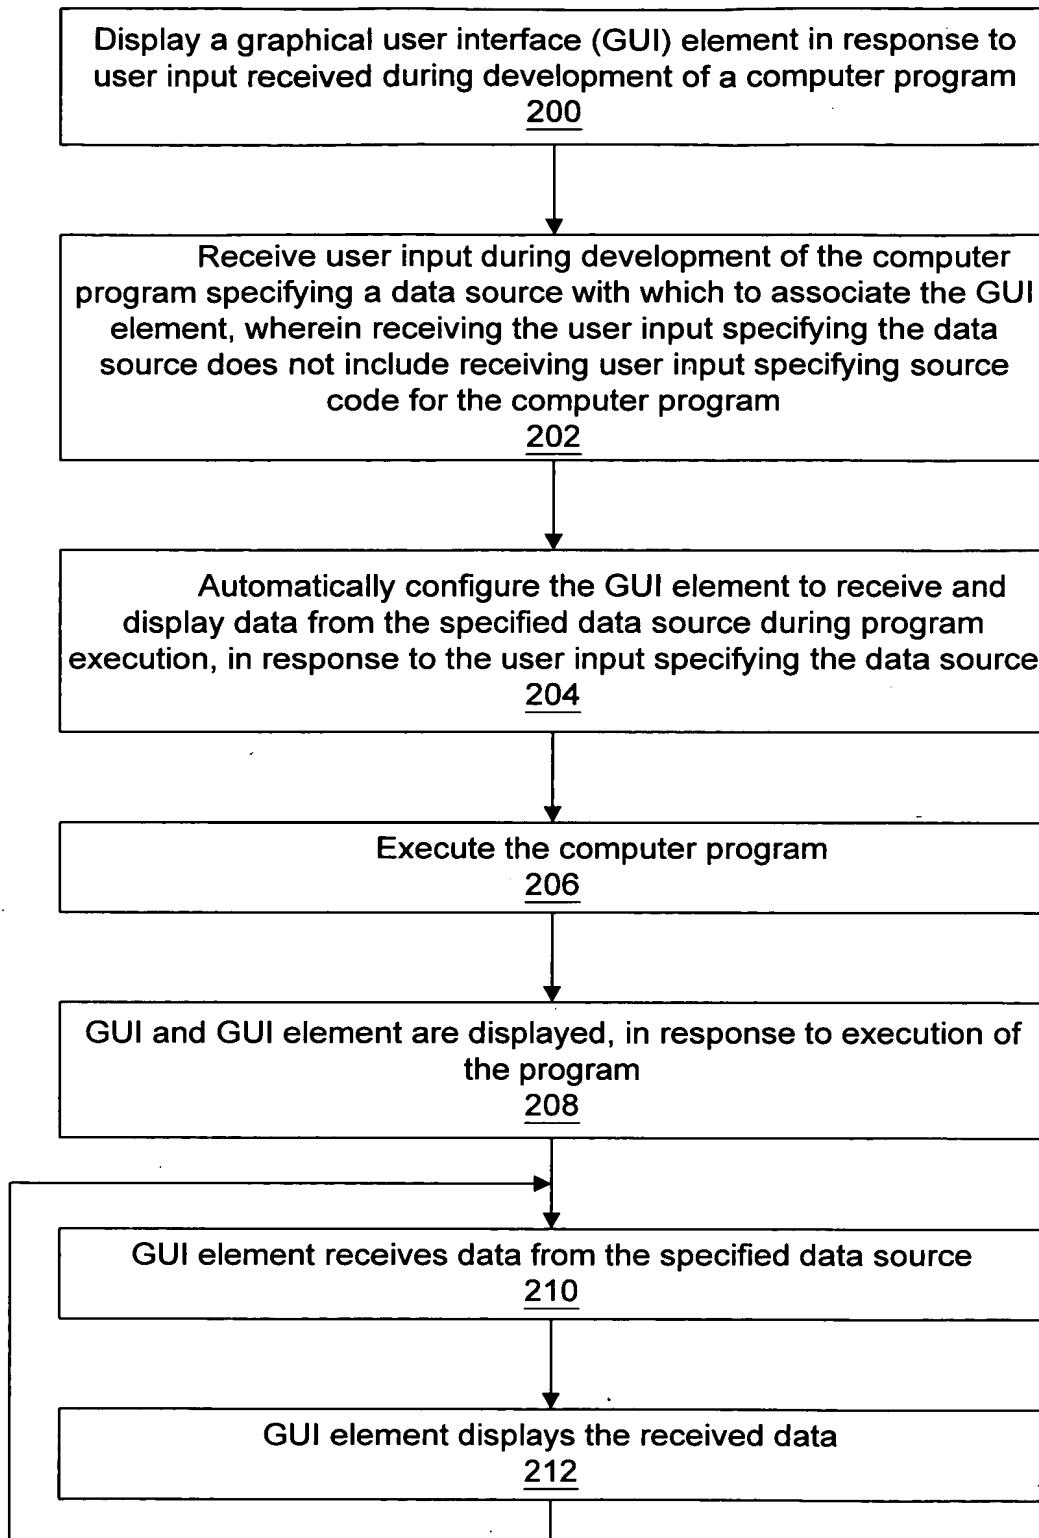 Display a graphical user interface (GUI) element in response to
user input received during development of a computer program
200
Receive user input during development of the computer
program specifying a data source with which to associate the GUI
element, wherein receiving the user input specifying the data
source does not include receiving user input specifying source
code for the computer program
202
Automatically configure the GUI element to receive and
display data from the specified data source during program
execution, in response to the user input specifying the data source
204
Execute the computer program
206
GUI and GUI element are displayed, in response to execution of
the program
208
GUI element receives data from the specified data source
210
GUI element displays the received data
212